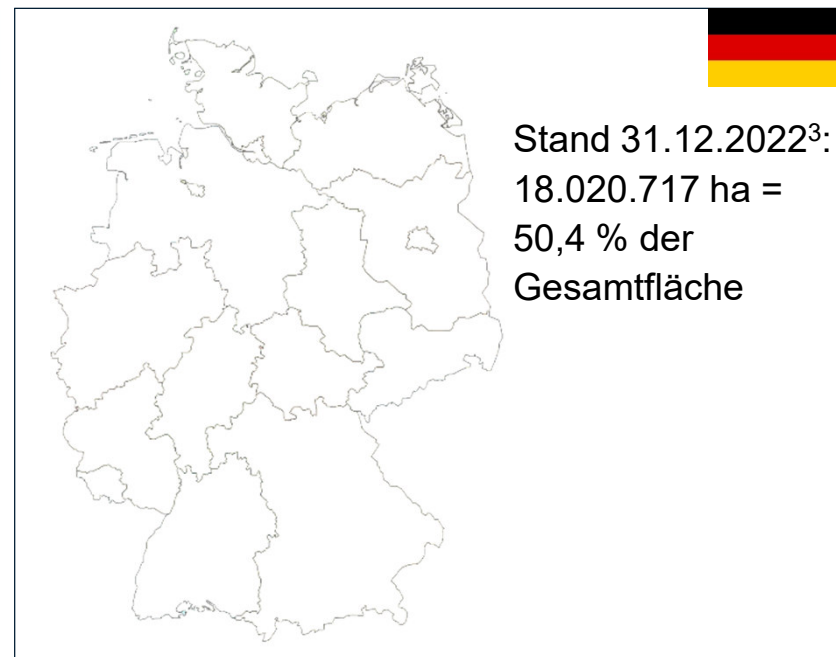 Stand 31.12.2022³:
18.020.717 ha =
50,4 % der
Gesamtfläche